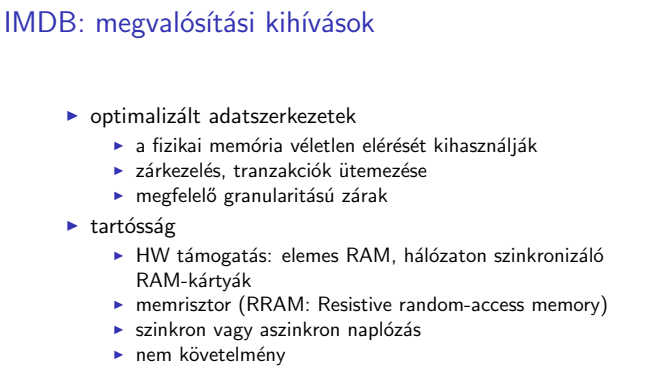 IMDB: megvalósítási kihívások
optimalizált adatszerkezetek
a fizikai memória véletlen elérését kihasználják
zárkezelés, tranzakciók ütemezése
megfelelő granularitású zárak
tartósság
HW támogatás: elemes RAM, hálózaton szinkronizáló
RAM-kártyák
memrisztor (RRAM: Resistive random-access memory)
szinkron vagy aszinkron naplózás
nem követelmény